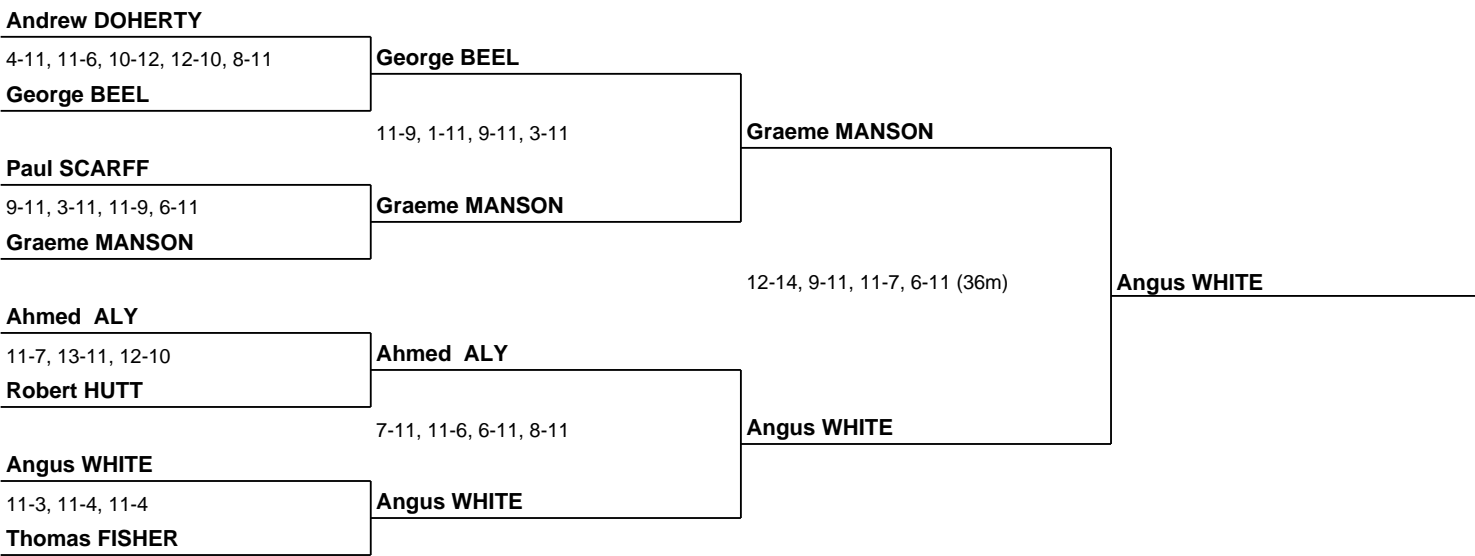 Andrew DOHERTY
4-11, 11-6, 10-12, 12-10, 8-11
George BEEL
George BEEL
11-9, 1-11, 9-11, 3-11
Graeme MANSON
Paul SCARFF
9-11, 3-11, 11-9, 6-11
Graeme MANSON
Graeme MANSON
12-14, 9-11, 11-7, 6-11 (36m)
Angus WHITE
Ahmed  ALY
11-7, 13-11, 12-10
Ahmed  ALY
Robert HUTT
7-11, 11-6, 6-11, 8-11
Angus WHITE
Angus WHITE
11-3, 11-4, 11-4
Angus WHITE
Thomas FISHER